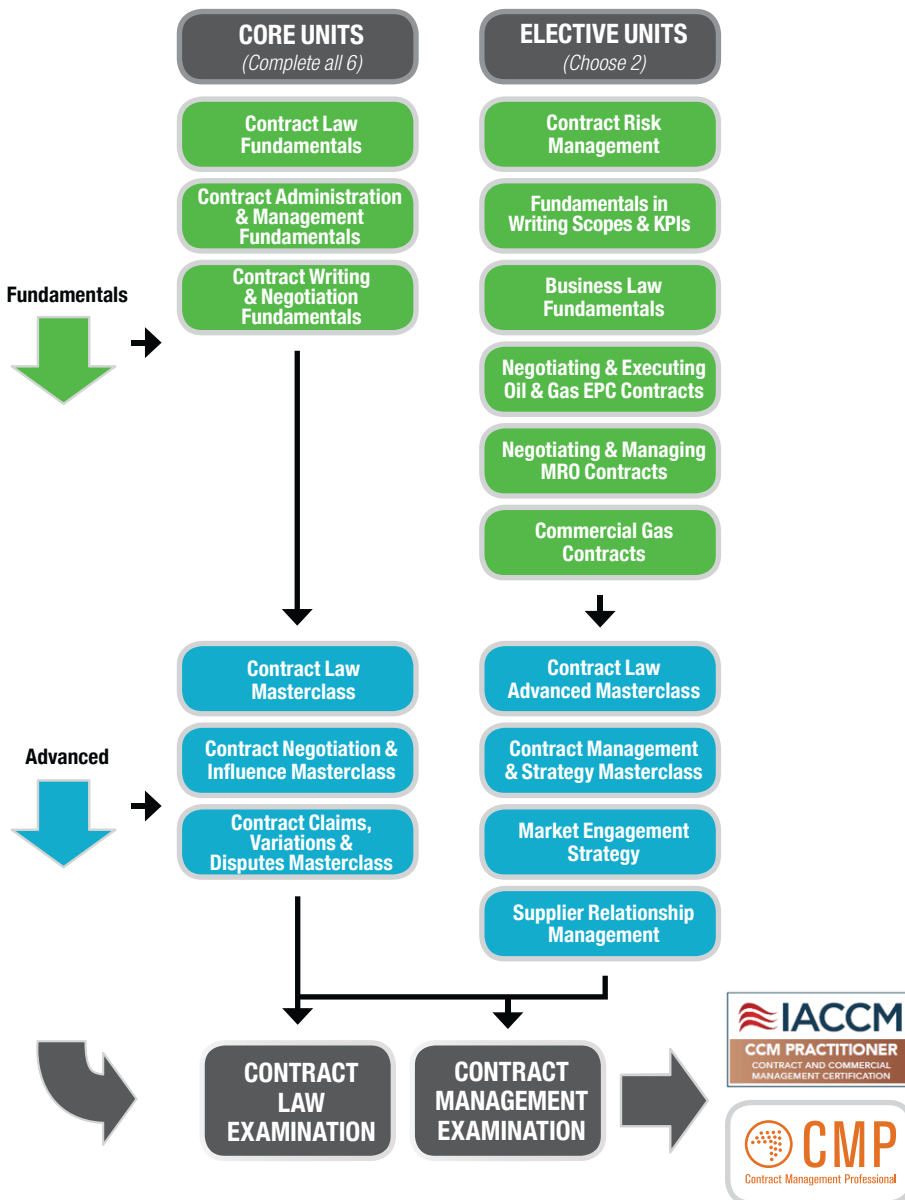 CORE UNITS
(Complete all 6)
ELECTIVE UNITS
(Choose 2)
Contract Law
Fundamentals
Contract Risk
Management
Contract Administration
& Management
Fundamentals
Fundamentals in
Writing Scopes & KPIs
Fundamentals
Contract Writing
& Negotiation
Fundamentals
Business Law
Fundamentals
Negotiating & Executing
Oil & Gas EPC Contracts
Negotiating & Managing
MRO Contracts
Commercial Gas
Contracts
Contract Law
Masterclass
Contract Law
Advanced Masterclass
Advanced
Contract Negotiation &
Influence Masterclass
Contract Management
& Strategy Masterclass
Contract Claims,
Variations &
Disputes Masterclass
Market Engagement
Strategy
Supplier Relationship
Management
CONTRACT
LAW
EXAMINATION
CONTRACT
MANAGEMENT
EXAMINATION
IACCM
CCM PRACTITIONER
CONTRACT AND COMMERCIAL
MANAGEMENT CERTIFICATION
CMP
Contract Management Professional